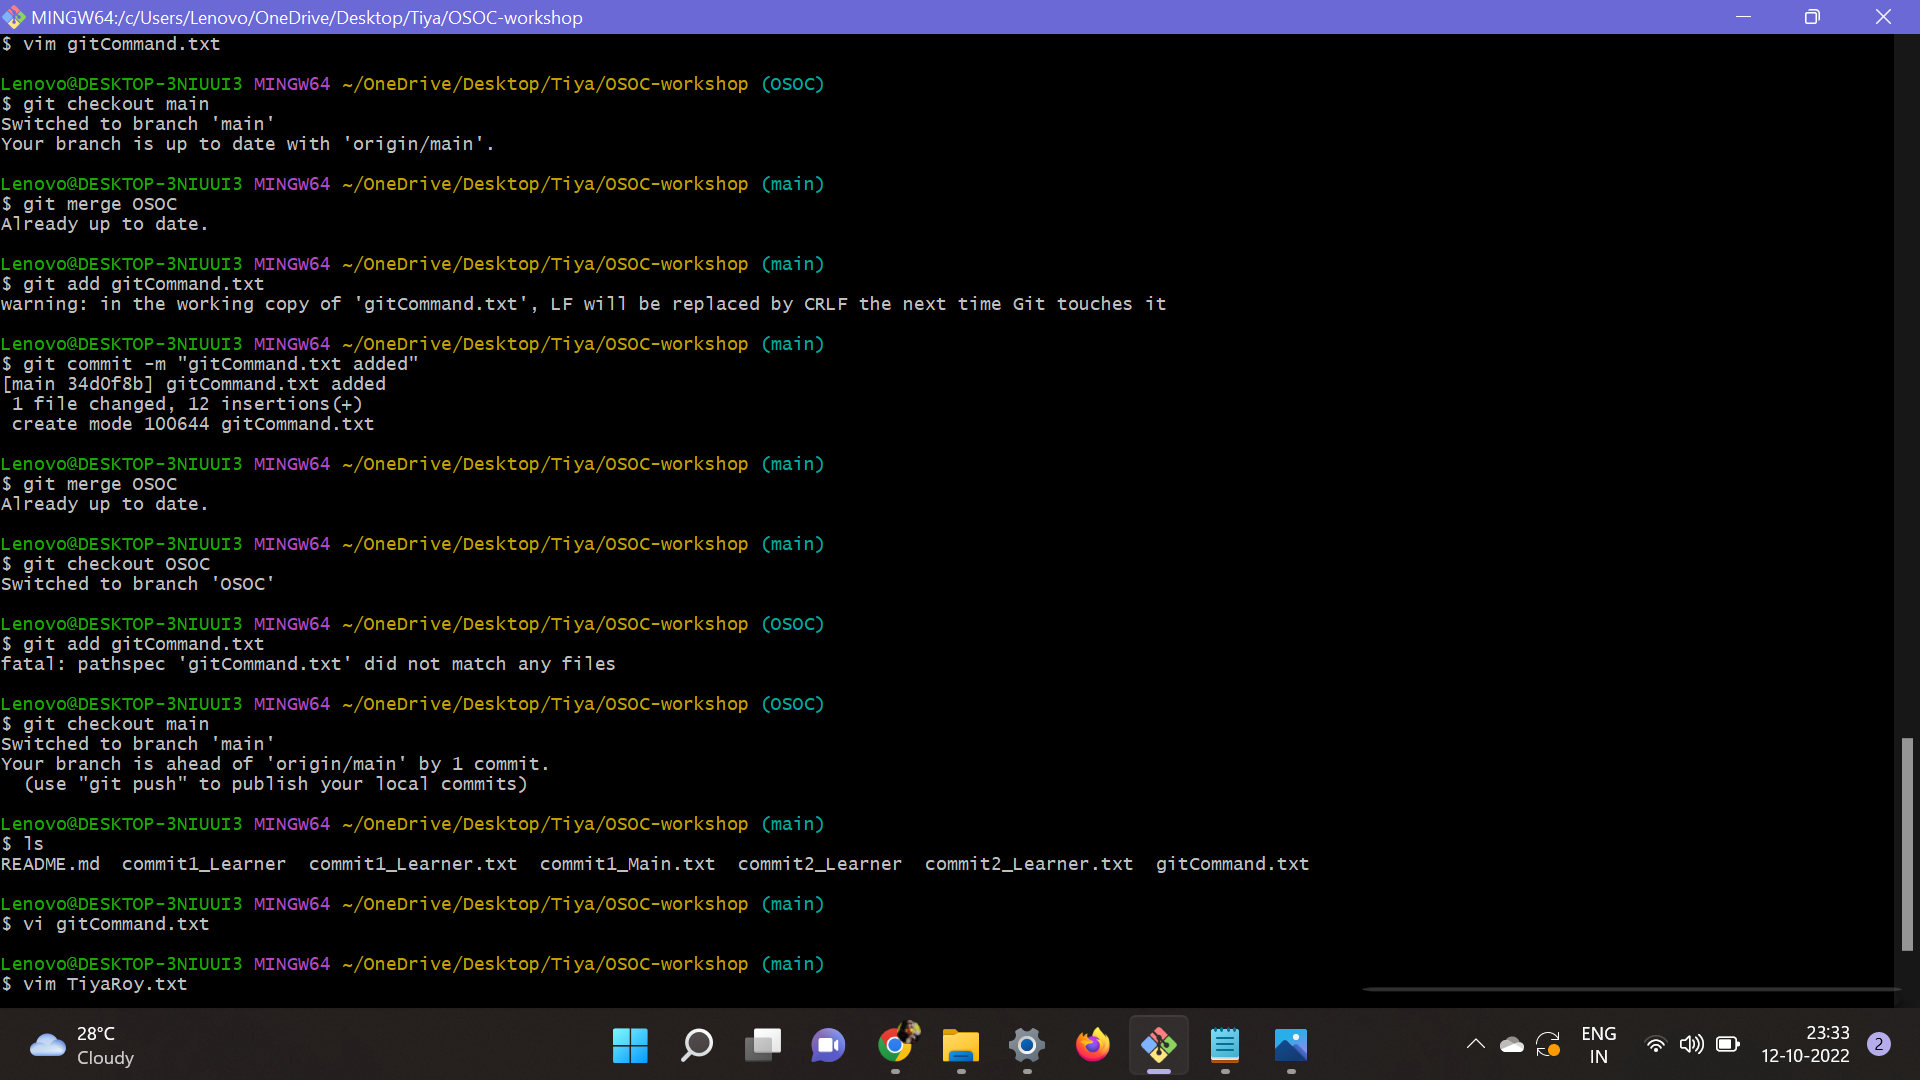 MINGW64:/c/Users/Lenovo/OneDrive/Desktop/Tiya/OSOC-workshop
$ vim gitCommand.txt
Lenovo@DESKTOP-3NIUUI3 MINGW64 ~/OneDrive/Desktop/Tiya/OSOC-workshop (OSOC)
$ git checkout main
Switched to branch 'main'
Your branch is up to date with 'origin/main'.
Lenovo@DESKTOP-3NIUUI3 MINGW64 ~/OneDrive/Desktop/Tiya/OSOC-workshop (main)
$ git merge OSOC
Already up to date.
Lenovo@DESKTOP-3NIUUI3 MINGW64 ~/OneDrive/Desktop/Tiya/OSOC-workshop (main)
$ git add gitCommand.txt
warning: in the working copy of 'gitCommand.txt', LF will be replaced by CRLF the next time Git touches it
Lenovo@DESKTOP-3NIUUI3 MINGW64 ~/OneDrive/Desktop/Tiya/OSOC-workshop (main)
$ git commit -m "gitCommand.txt added"
[main 34d0f8b] gitCommand.txt added
 1 file changed, 12 insertions(+)
 create mode 100644 gitCommand.txt
Lenovo@DESKTOP-3NIUUI3 MINGW64 ~/OneDrive/Desktop/Tiya/OSOC-workshop (main)
$ git merge OSOC
Already up to date.
Lenovo@DESKTOP-3NIUUI3 MINGW64 ~/OneDrive/Desktop/Tiya/OSOC-workshop (main)
$ git checkout OSOC
Switched to branch 'OSOC'
Lenovo@DESKTOP-3NIUUI3 MINGW64 ~/OneDrive/Desktop/Tiya/OSOC-workshop (OSOC)
$ git add gitCommand.txt
fatal: pathspec 'gitCommand.txt' did not match any files
Lenovo@DESKTOP-3NIUUI3 MINGW64 ~/OneDrive/Desktop/Tiya/OSOC-workshop (OSOC)
$ git checkout main
Switched to branch 'main'
Your branch is ahead of 'origin/main' by 1 commit.
  (use "git push" to publish your local commits)
Lenovo@DESKTOP-3NIUUI3 MINGW64 ~/OneDrive/Desktop/Tiya/OSOC-workshop (main)
$ ls
README.md  commit1_Learner  commit1_Learner.txt  commit1_Main.txt  commit2_Learner  commit2_Learner.txt  gitCommand.txt
Lenovo@DESKTOP-3NIUUI3 MINGW64 ~/OneDrive/Desktop/Tiya/OSOC-workshop (main)
$ vi gitCommand.txt
Lenovo@DESKTOP-3NIUUI3 MINGW64 ~/OneDrive/Desktop/Tiya/OSOC-workshop (main)
$ vim TiyaRoy.txt
28°C
Cloudy
ENG
IN
23:33
12-10-2022
2